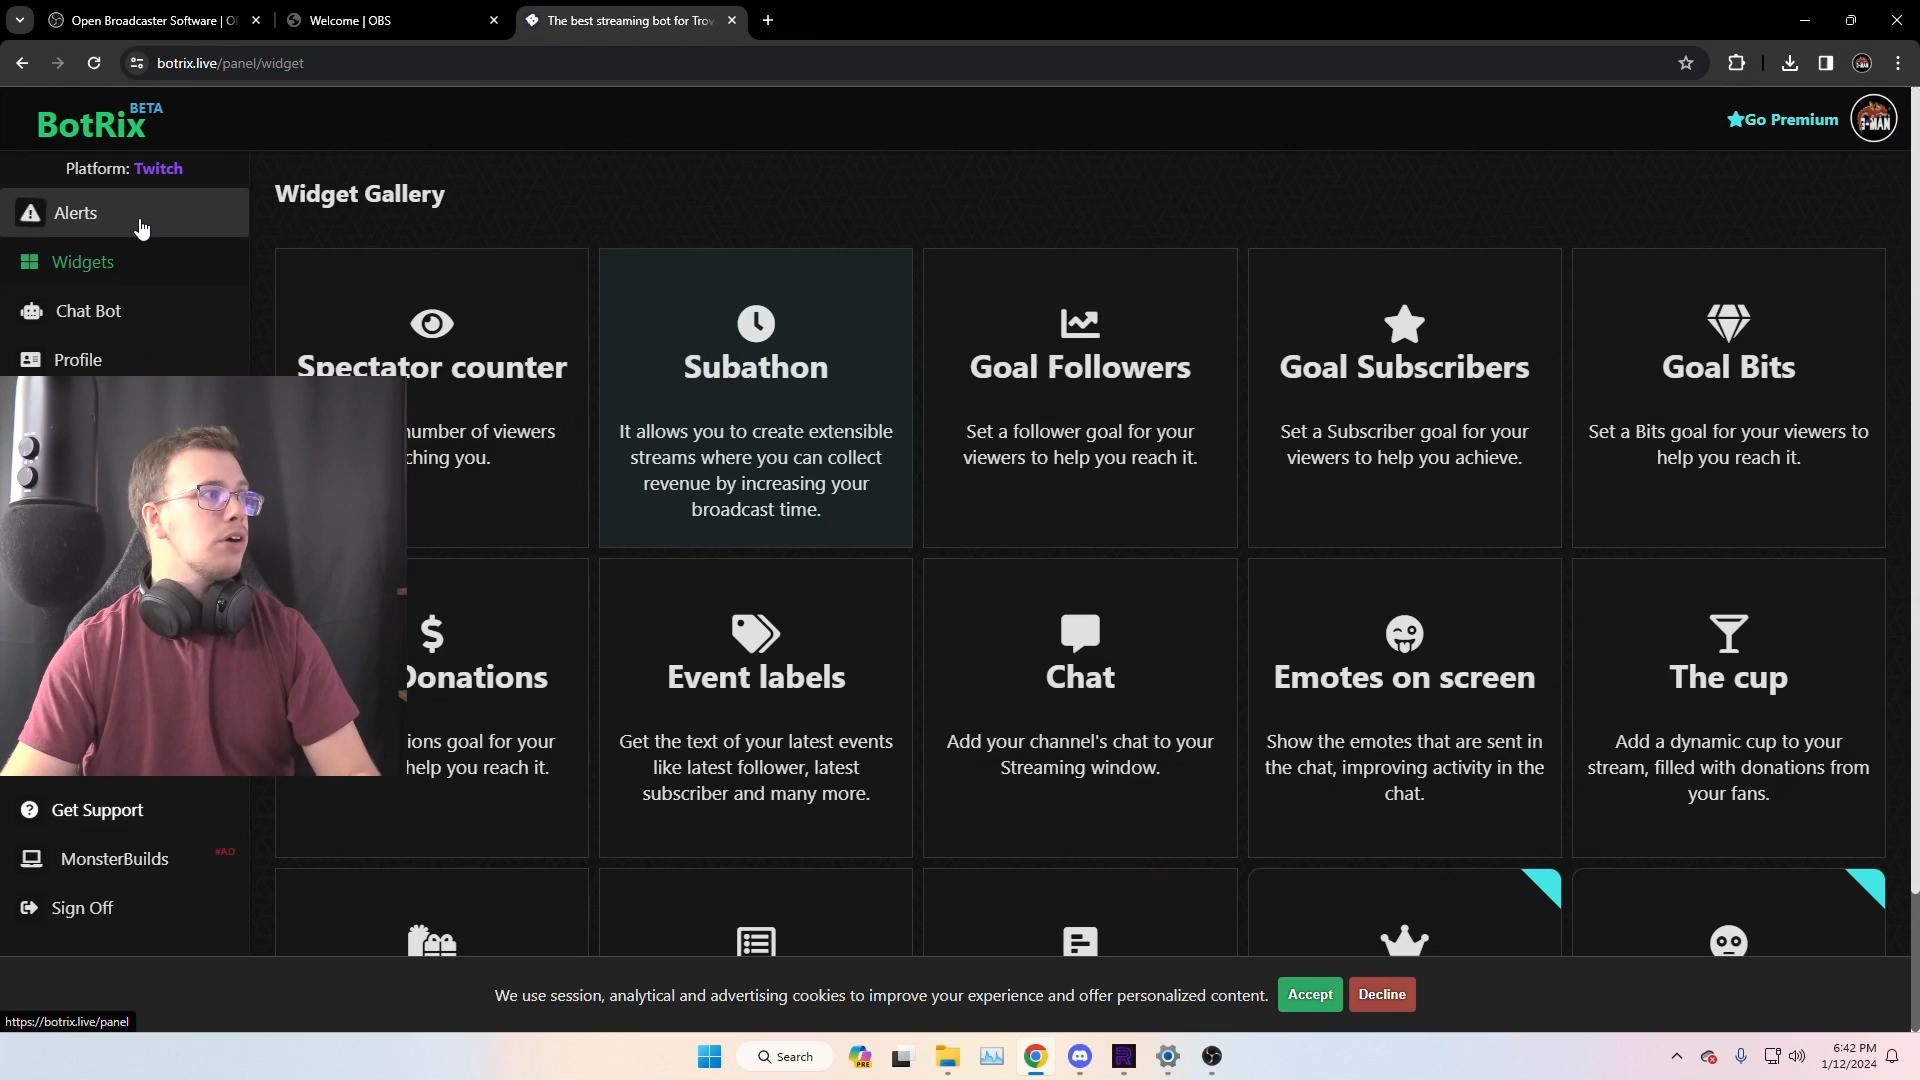 Open Broadcaster Software | O
Welcome | OBS
The best streaming bot for Trov
botrix.live/panel/widget
BotRix
BETA
Go Premium
G-MAN
Platform: Twitch
Alerts
Widgets
Chat Bot
Profile
Get Support
MonsterBuilds
#AD
Sign Off
Widget Gallery
Spectator counter
number of viewers
ching you.
Subathon
It allows you to create extensible
streams where you can collect
revenue by increasing your
broadcast time.
Goal Followers
Set a follower goal for your
viewers to help you reach it.
Goal Subscribers
Set a Subscriber goal for your
viewers to help you achieve.
Goal Bits
Set a Bits goal for your viewers to
help you reach it.
Donations
ions goal for your
help you reach it.
Event labels
Get the text of your latest events
like latest follower, latest
subscriber and many more.
Chat
Add your channel's chat to your
Streaming window.
Emotes on screen
Show the emotes that are sent in
the chat, improving activity in the
chat.
The cup
Add a dynamic cup to your
stream, filled with donations from
your fans.
We use session, analytical and advertising cookies to improve your experience and offer personalized content.
Accept
Decline
https://botrix.live/panel
Search
PRE
6:42 PM
1/12/2024